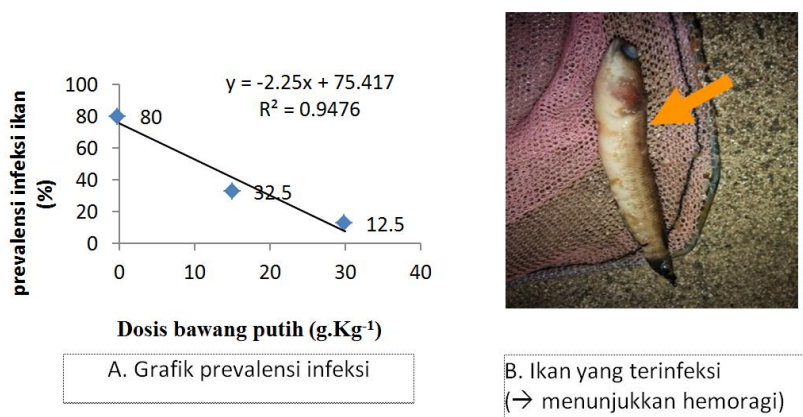 y = -2.25x + 75.417
R² = 0.9476
prevalensi infeksi ikan
(%)
100
80
60
40
20
0
80
32.5
12.5
0
10
20
30
40
Dosis bawang putih (g.Kg⁻¹)
A. Grafik prevalensi infeksi
B. Ikan yang terinfeksi
(→ menunjukkan hemoragi)